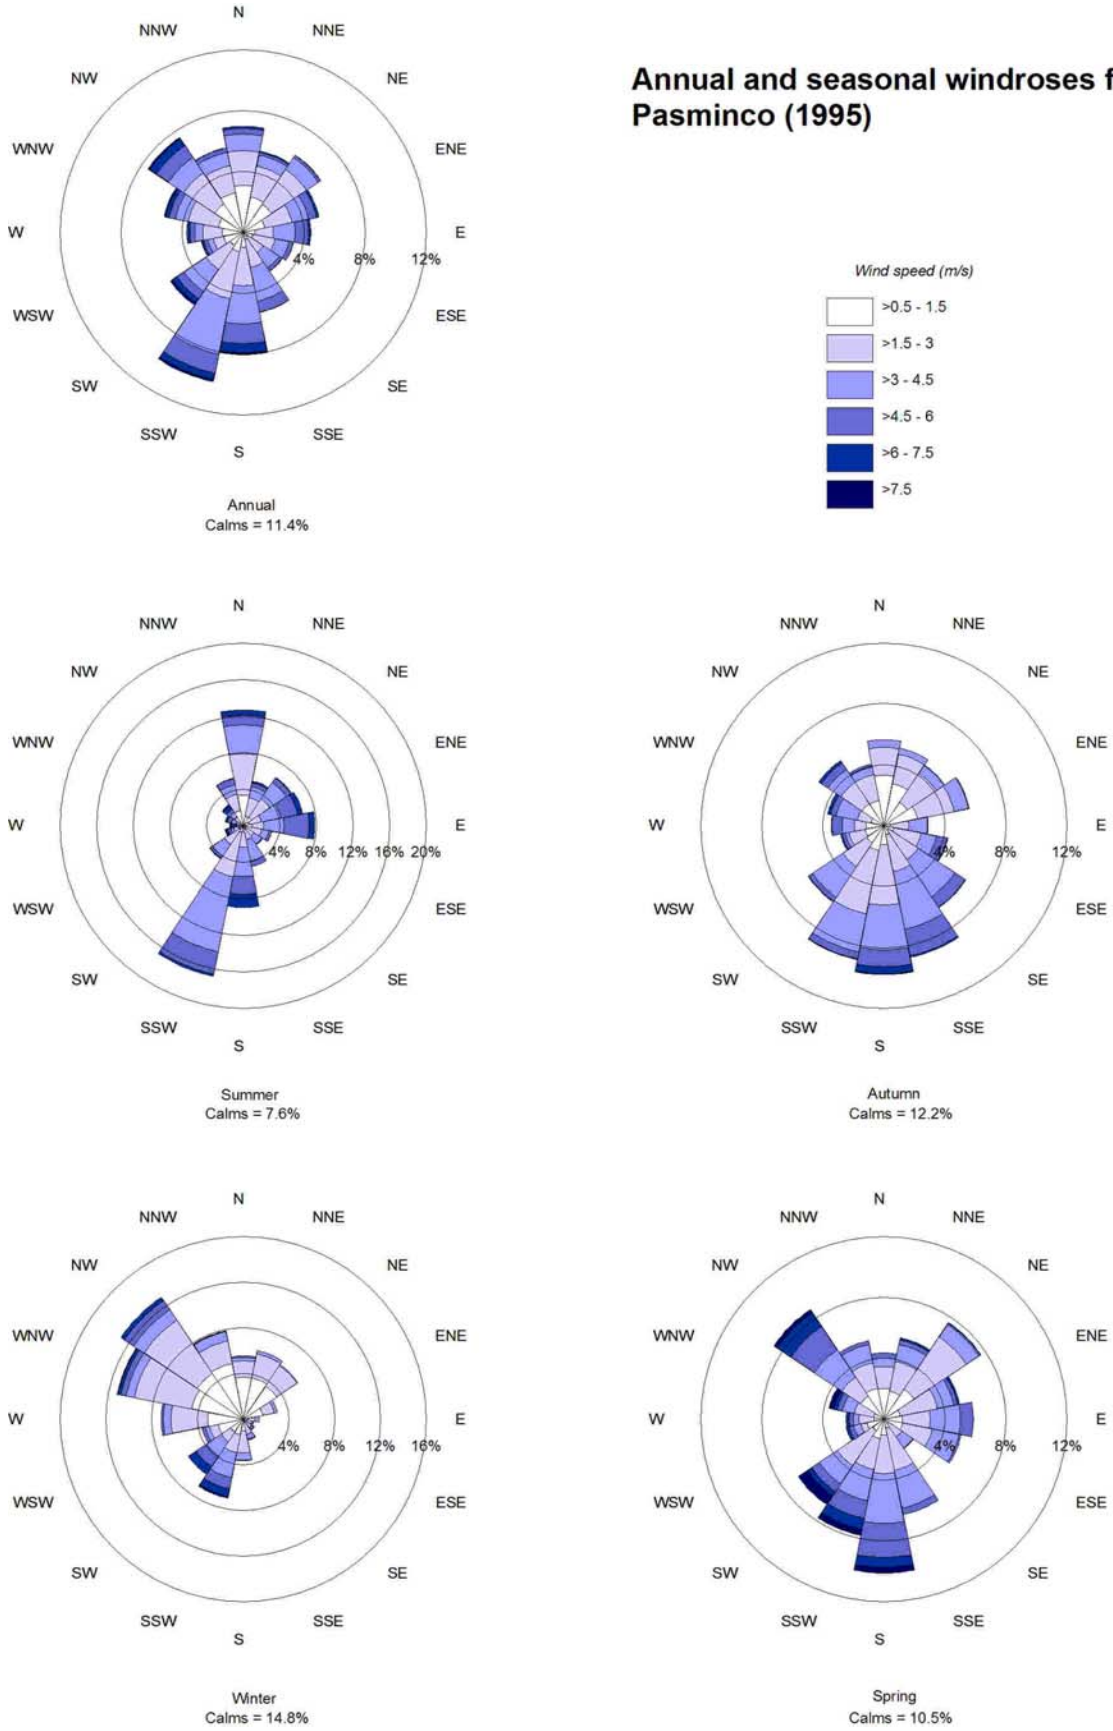 Annual and seasonal windroses f
Pasminco (1995)
N
NNW
NNE
NW
NE
WNW
ENE
W
E
4%
8%
12%
WSW
ESE
SW
SE
SSW
SSE
S
Annual
Calms = 11.4%
Wind speed (m/s)
>0.5 - 1.5
>1.5 - 3
>3 - 4.5
>4.5 - 6
>6 - 7.5
>7.5
N
NNW
NNE
NW
NE
WNW
ENE
W
E
4%
8%
12%
16%
20%
WSW
ESE
SW
SE
SSW
SSE
S
Summer
Calms = 7.6%
N
NNW
NNE
NW
NE
WNW
ENE
W
E
4%
8%
12%
WSW
ESE
SW
SE
SSW
SSE
S
Autumn
Calms = 12.2%
N
NNW
NNE
NW
NE
WNW
ENE
W
E
4%
8%
12%
16%
WSW
ESE
SW
SE
SSW
SSE
S
Winter
Calms = 14.8%
N
NNW
NNE
NW
NE
WNW
ENE
W
E
4%
8%
12%
WSW
ESE
SW
SE
SSW
SSE
S
Spring
Calms = 10.5%